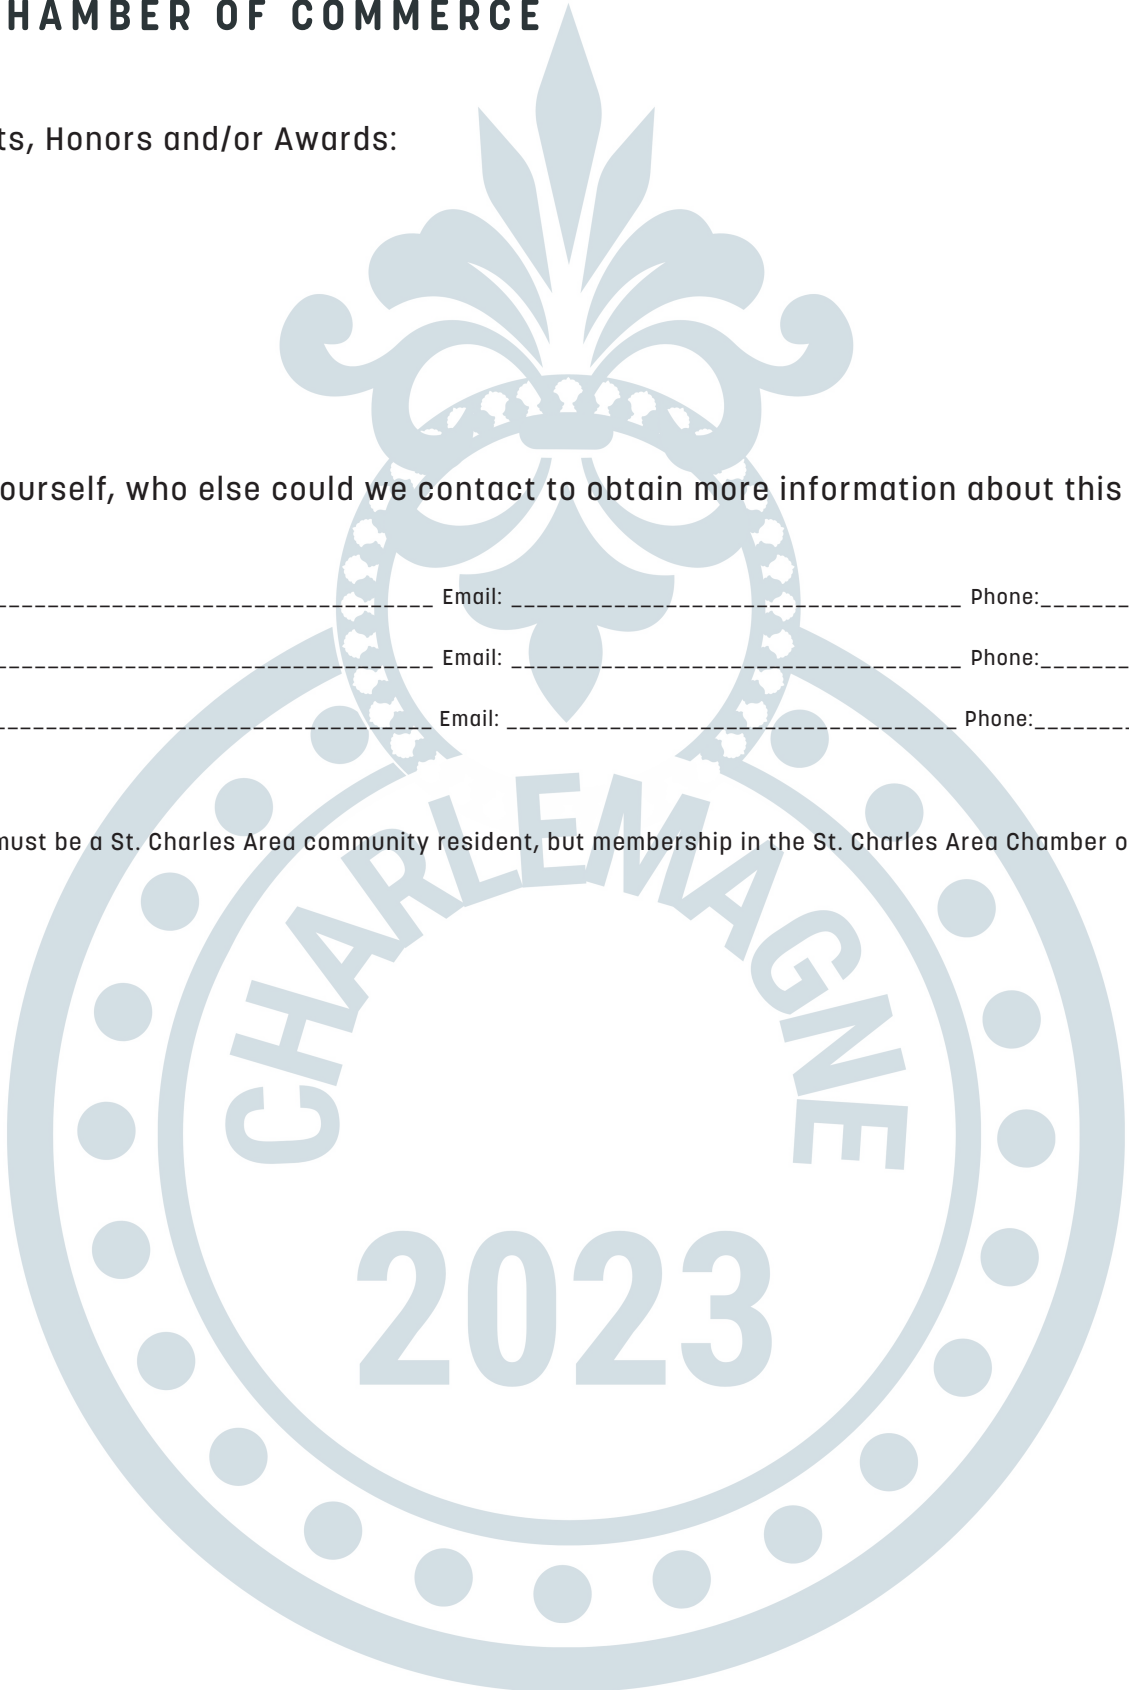 HAMBER OF COMMERCE
ts, Honors and/or Awards:
ourself, who else could we contact to obtain more information about this
Email: Phone:
Email: Phone:
Email: Phone:
must be a St. Charles Area community resident, but membership in the St. Charles Area Chamber o
CHARLEMAGNE
2023